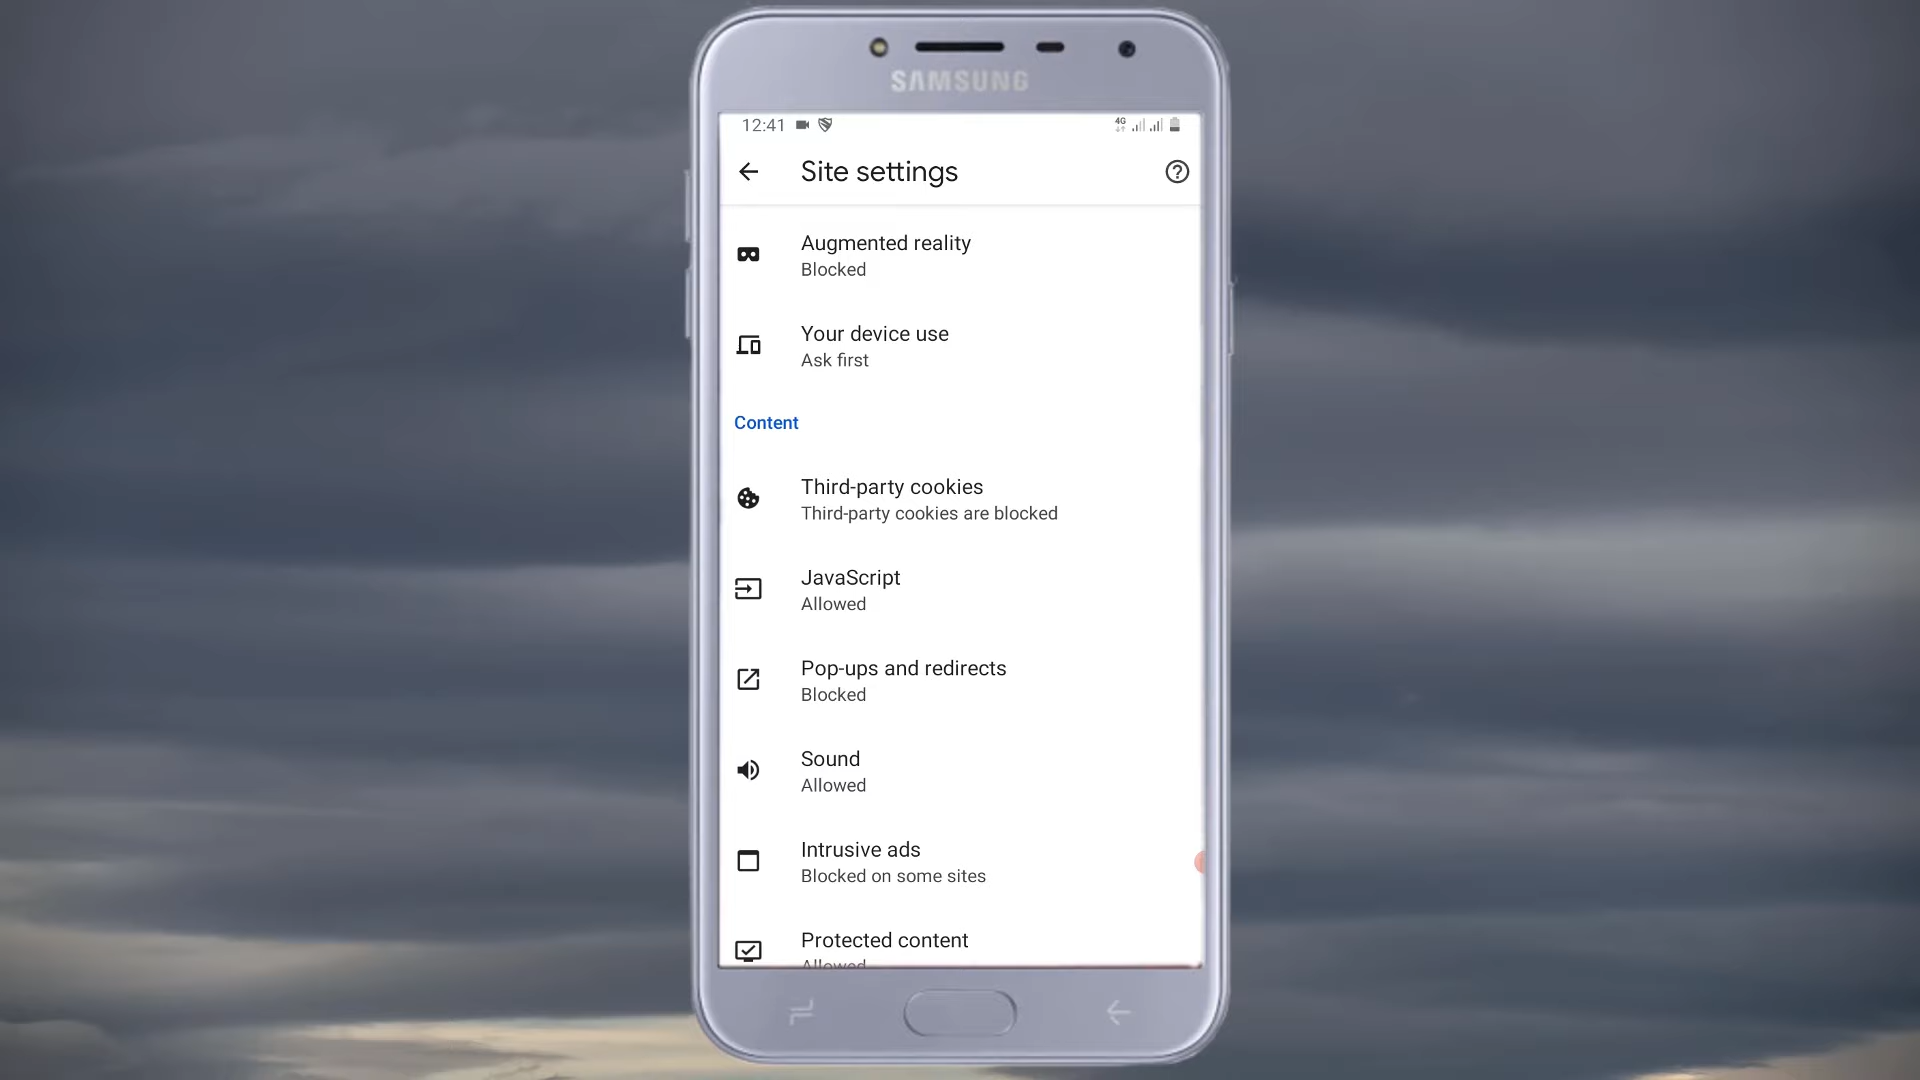 SAMSUNG
12:41
4G
Site settings
Augmented reality
Blocked
Your device use
Ask first
Content
Third-party cookies
Third-party cookies are blocked
JavaScript
Allowed
Pop-ups and redirects
Blocked
Sound
Allowed
Intrusive ads
Blocked on some sites
Protected content
Allowed